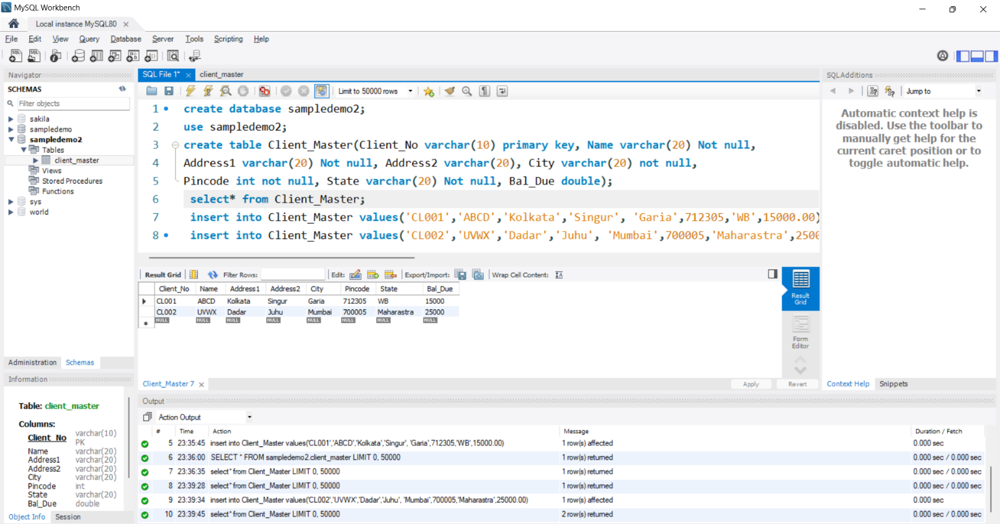 MySQL Workbench
Local instance MySQL80
File Edit View Query Database Server Tools Scripting Help
Navigator
SCHEMAS
Filter objects
sakila
sampledemo
sampledemo2
Tables
client_master
Views
Stored Procedures
Functions
sys
world
Administration Schemas
Information
Table: client_master
Columns:
Client_No varchar(10)
PK
Name varchar(20)
Address1 varchar(20)
Address2 varchar(20)
City varchar(20)
Pincode int
State varchar(20)
Bal_Due double
Object Info Session
SQL File 1* client_master
Limit to 50000 rows
1 create database sampledemo2;
2 use sampledemo2;
3 create table Client_Master(Client_No varchar(10) primary key, Name varchar(20) Not null,
4 Address1 varchar(20) Not null, Address2 varchar(20), City varchar(20) not null,
5 Pincode int not null, State varchar(20) Not null, Bal_Due double);
6 select* from Client_Master;
7 insert into Client_Master values('CL001','ABCD','Kolkata','Singur', 'Garia',712305,'WB',15000.00)
8 insert into Client_Master values('CL002','UVWX','Dadar','Juhu', 'Mumbai',700005,'Maharastra',2500
Result Grid Filter Rows: Edit: Export/Import: Wrap Cell Content:
Client_No Name Address1 Address2 City Pincode State Bal_Due
CL001 ABCD Kolkata Singur Garia 712305 WB 15000
CL002 UVWX Dadar Juhu Mumbai 700005 Maharastra 25000
NULL NULL NULL NULL NULL NULL NULL NULL
Result
Grid
Form
Editor
Client_Master 7 Apply Revert
SQLAdditions
Jump to
Automatic context help is
disabled. Use the toolbar to
manually get help for the
current caret position or to
toggle automatic help.
Context Help Snippets
Output
Action Output
# Time Action Message Duration / Fetch
5 23:35:45 insert into Client_Master values('CL001','ABCD','Kolkata','Singur', 'Garia',712305,'WB',15000.00) 1 row(s) affected 0.000 sec
6 23:36:00 SELECT * FROM sampledemo2.client_master LIMIT 0, 50000 1 row(s) returned 0.000 sec / 0.000 sec
7 23:36:35 select* from Client_Master LIMIT 0, 50000 1 row(s) returned 0.000 sec / 0.000 sec
8 23:39:28 select* from Client_Master LIMIT 0, 50000 1 row(s) returned 0.000 sec / 0.000 sec
9 23:39:34 insert into Client_Master values('CL002','UVWX','Dadar','Juhu', 'Mumbai',700005,'Maharastra',25000.00) 1 row(s) affected 0.000 sec
10 23:39:45 select* from Client_Master LIMIT 0, 50000 2 row(s) returned 0.000 sec / 0.000 sec